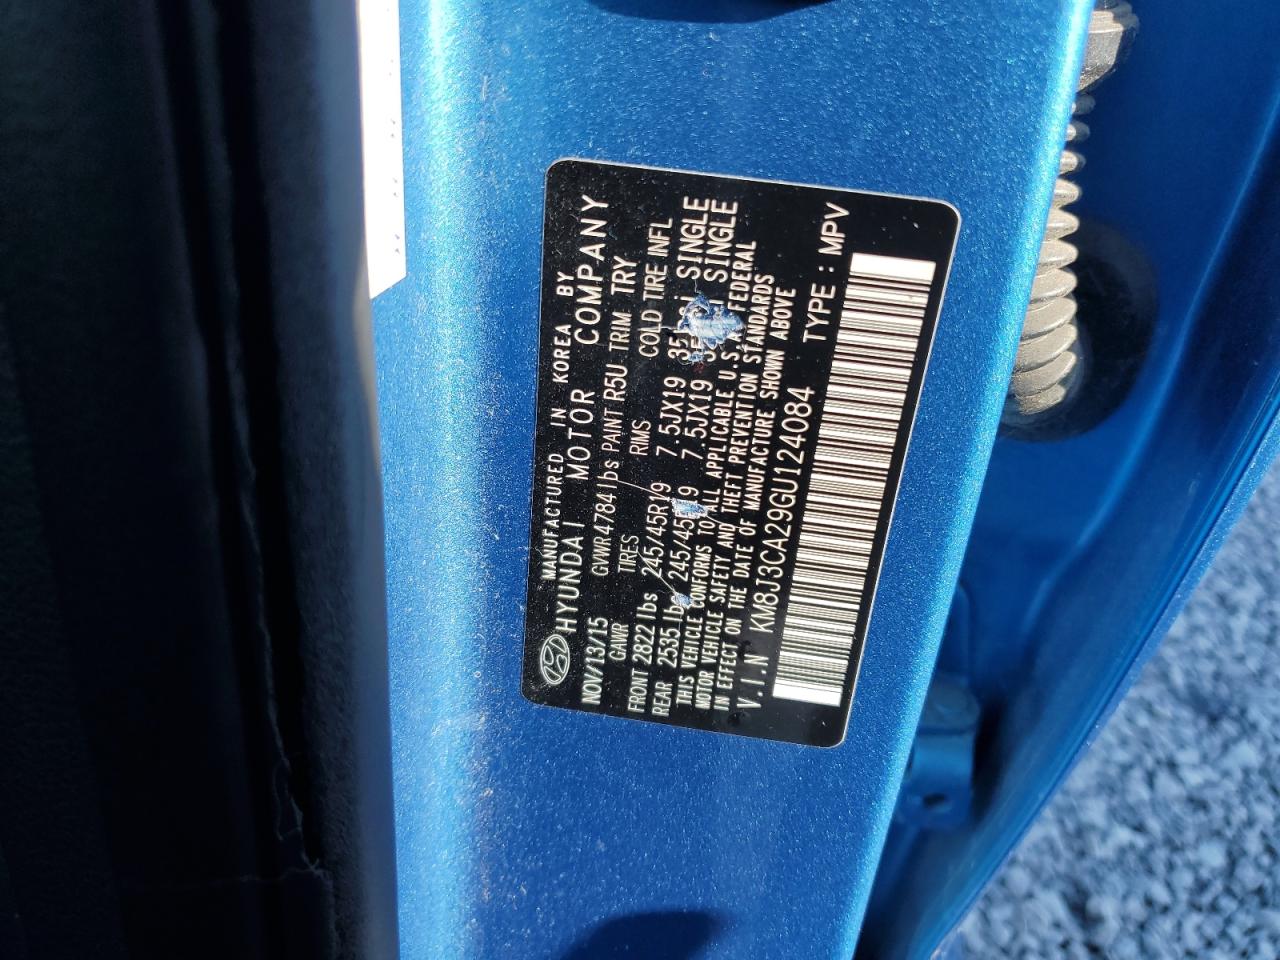 MANUFACTURED IN KOREA BY
HYUNDAI MOTOR COMPANY
NOV/13/15 GVWR 4784 lbs PAINT R5U TRIM TRY
GAWR TIRES RIMS COLD TIRE INFL
FRONT 2822 lbs 245/45R19 7.5JX19 SINGLE
REAR 2535 lbs 245/45R19 7.5JX19 SINGLE
THIS VEHICLE CONFORMS TO ALL APPLICABLE U.S.A FEDERAL
MOTOR VEHICLE SAFETY AND THEFT PREVENTION STANDARDS
IN EFFECT ON THE DATE OF MANUFACTURE SHOWN ABOVE
V.I.N KM8J3CA29GU124084 TYPE : MPV